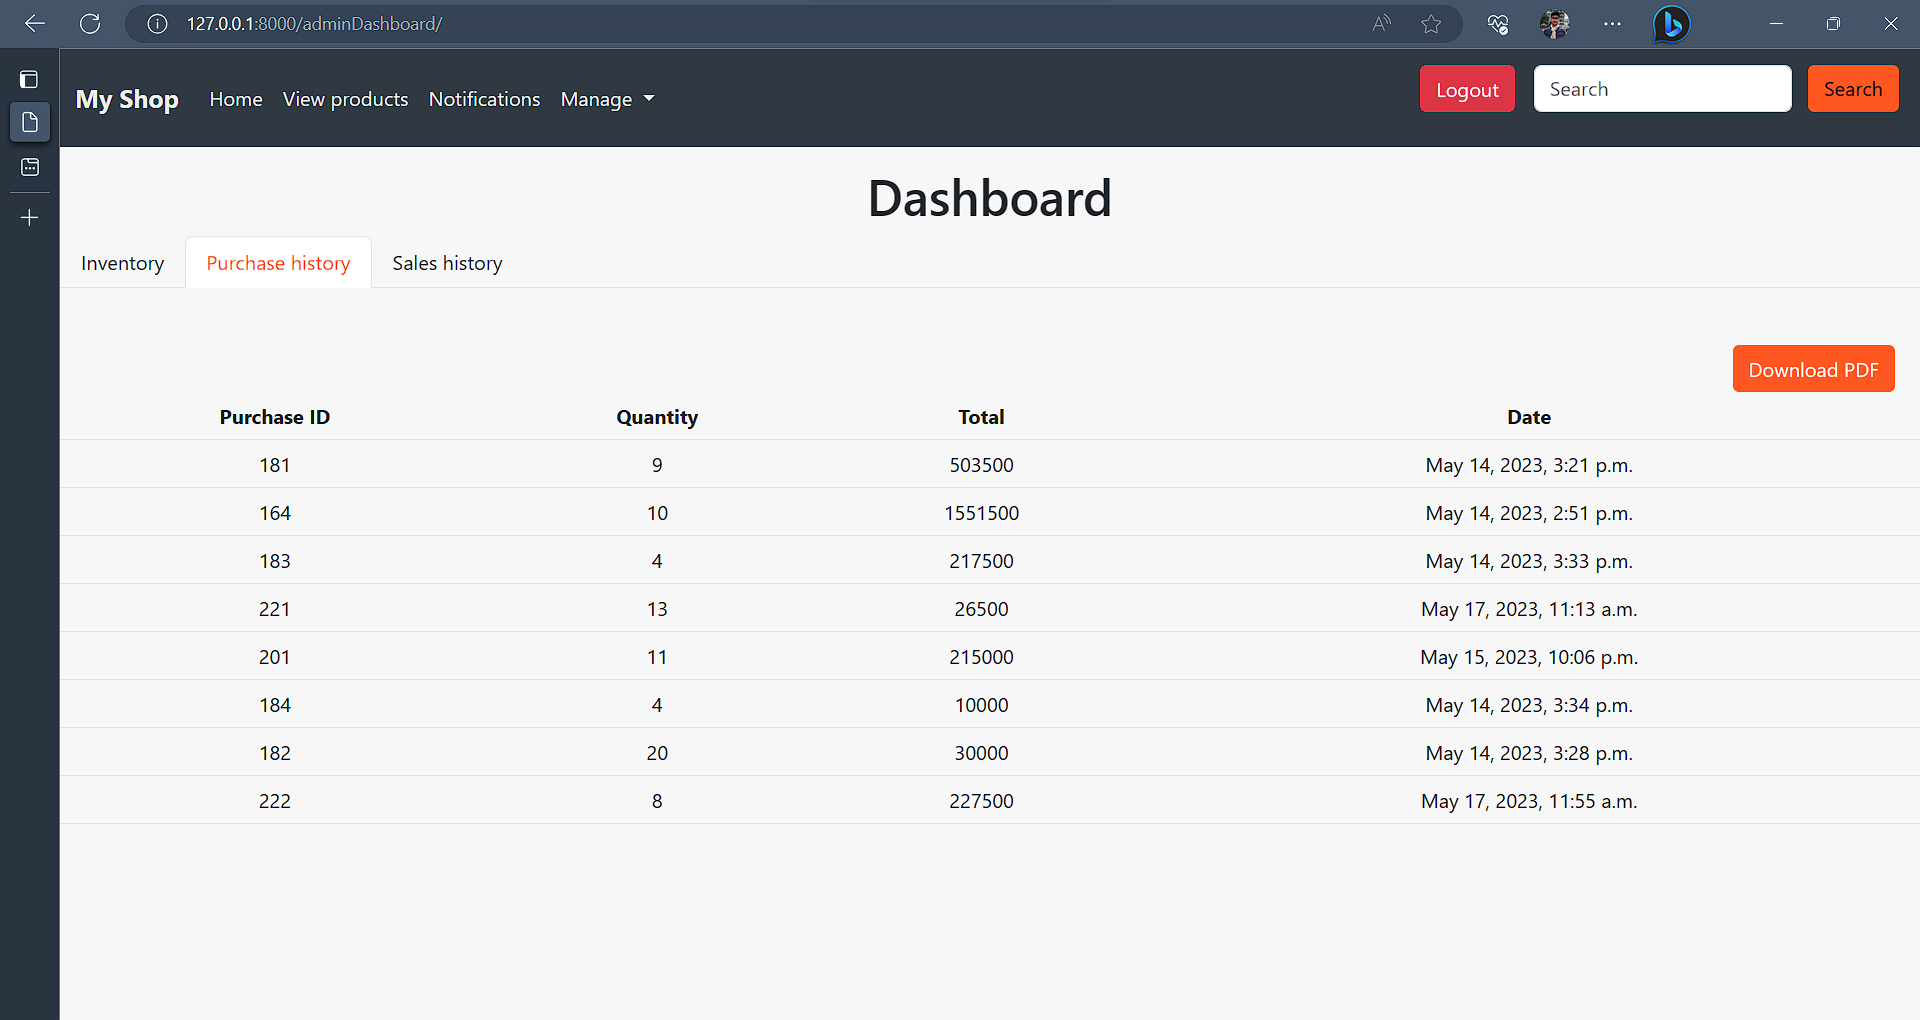 127.0.0.1:8000/adminDashboard/
My Shop Home View products Notifications Manage Logout Search Search
Dashboard
Inventory Purchase history Sales history
Download PDF
Purchase ID Quantity Total Date
181 9 503500 May 14, 2023, 3:21 p.m.
164 10 1551500 May 14, 2023, 2:51 p.m.
183 4 217500 May 14, 2023, 3:33 p.m.
221 13 26500 May 17, 2023, 11:13 a.m.
201 11 215000 May 15, 2023, 10:06 p.m.
184 4 10000 May 14, 2023, 3:34 p.m.
182 20 30000 May 14, 2023, 3:28 p.m.
222 8 227500 May 17, 2023, 11:55 a.m.